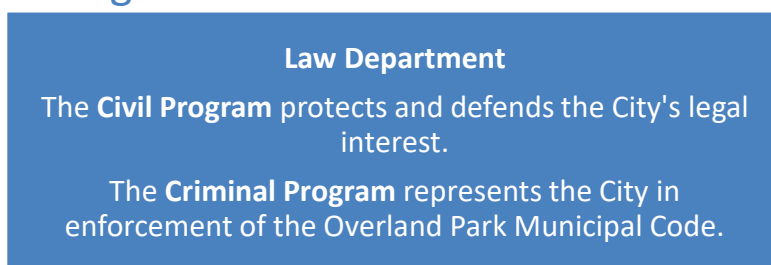 Law Department
The Civil Program protects and defends the City's legal
interest.
The Criminal Program represents the City in
enforcement of the Overland Park Municipal Code.